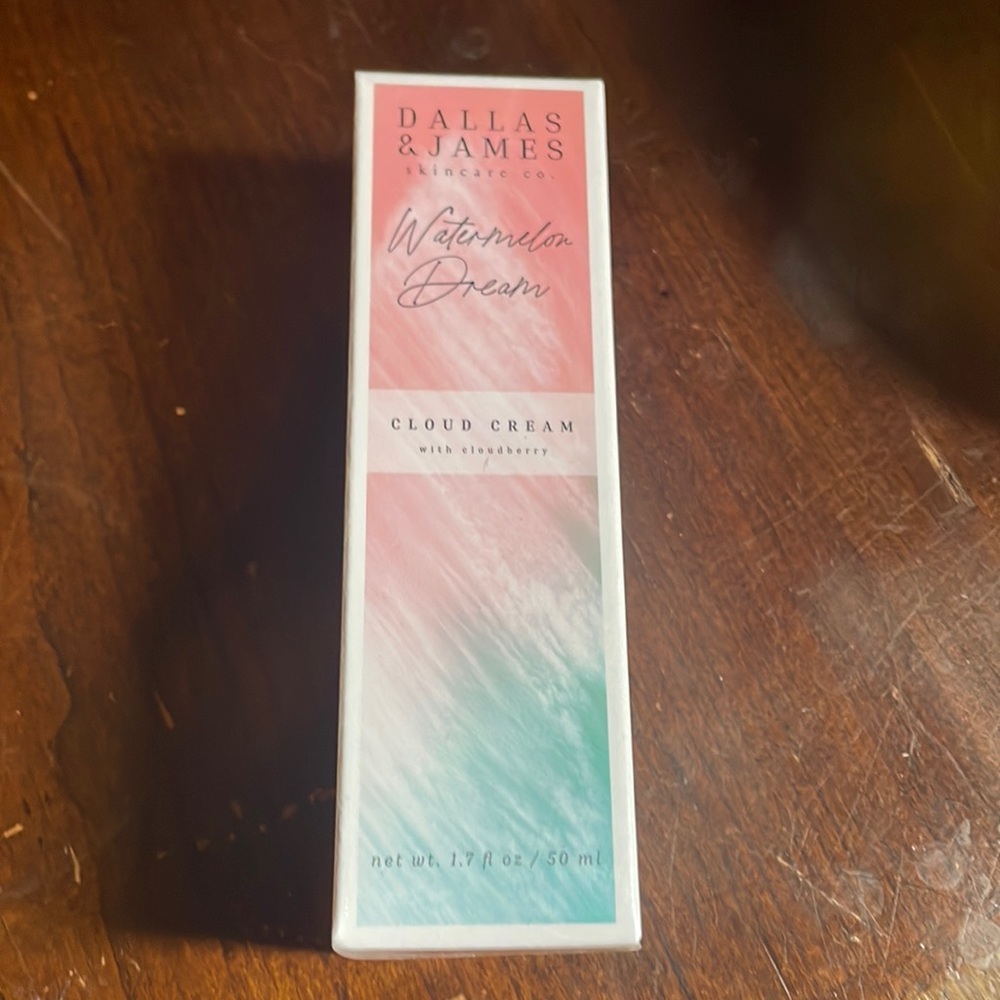 DALLAS
& JAMES
skincare co.
Watermelon
Dream
CLOUD CREAM
with cloudberry
net wt. 1.7 fl oz / 50 ml